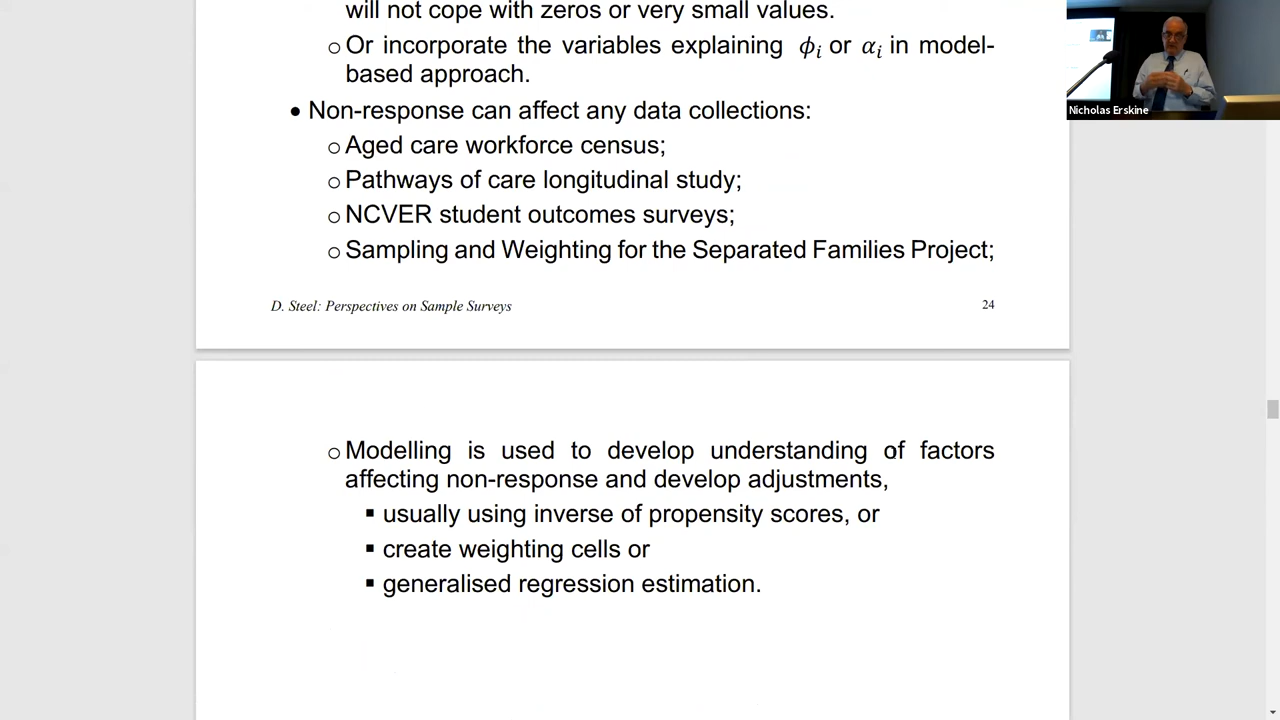 will not cope with zeros or very small values.
o Or incorporate the variables explaining ϕᵢ or αᵢ in model-
based approach.
• Non-response can affect any data collections:
o Aged care workforce census;
o Pathways of care longitudinal study;
o NCVER student outcomes surveys;
o Sampling and Weighting for the Separated Families Project;
D. Steel: Perspectives on Sample Surveys 24
o Modelling is used to develop understanding of factors
affecting non-response and develop adjustments,
▪ usually using inverse of propensity scores, or
▪ create weighting cells or
▪ generalised regression estimation.
Nicholas Erskine